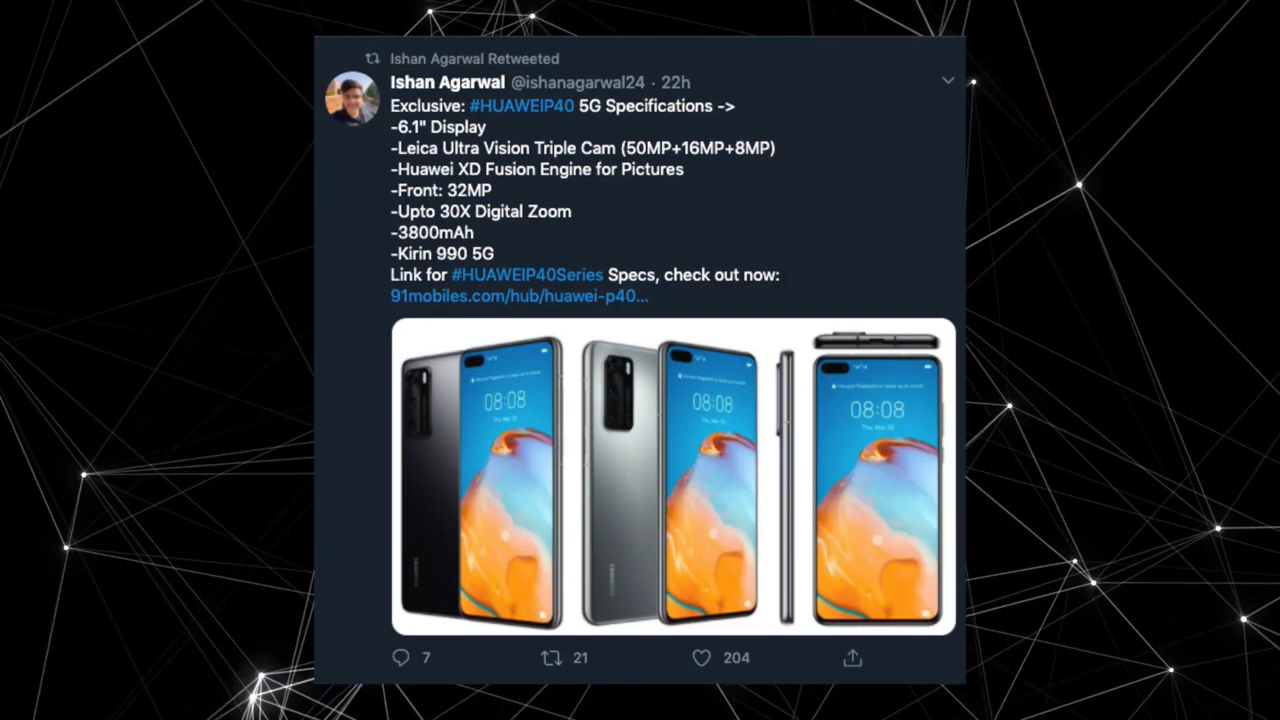 Ishan Agarwal Retweeted
Ishan Agarwal @ishanagarwal24 · 22h
Exclusive: #HUAWEIP40 5G Specifications ->
-6.1" Display
-Leica Ultra Vision Triple Cam (50MP+16MP+8MP)
-Huawei XD Fusion Engine for Pictures
-Front: 32MP
-Upto 30X Digital Zoom
-3800mAh
-Kirin 990 5G
Link for #HUAWEIP40Series Specs, check out now:
91mobiles.com/hub/huawei-p40...
08:08
08:08
08:08
7 21 204